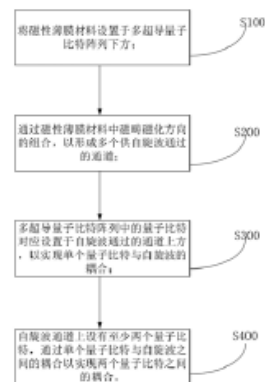 将磁性薄膜材料设置于多超导量子
比特阵列下方；
S100
通过磁性薄膜材料中磁畴磁化方向
的组合，以形成多个供自旋波通过
的通道；
S200
多超导量子比特阵列中的量子比特
对应设置于自旋波通过的通道上方
，以实现单个量子比特与自旋波的
耦合；
S300
自旋波通道上设有至少两个量子比
特，通过单个量子比特与自旋波之
间的耦合以实现两个量子比特之间
的耦合。
S400